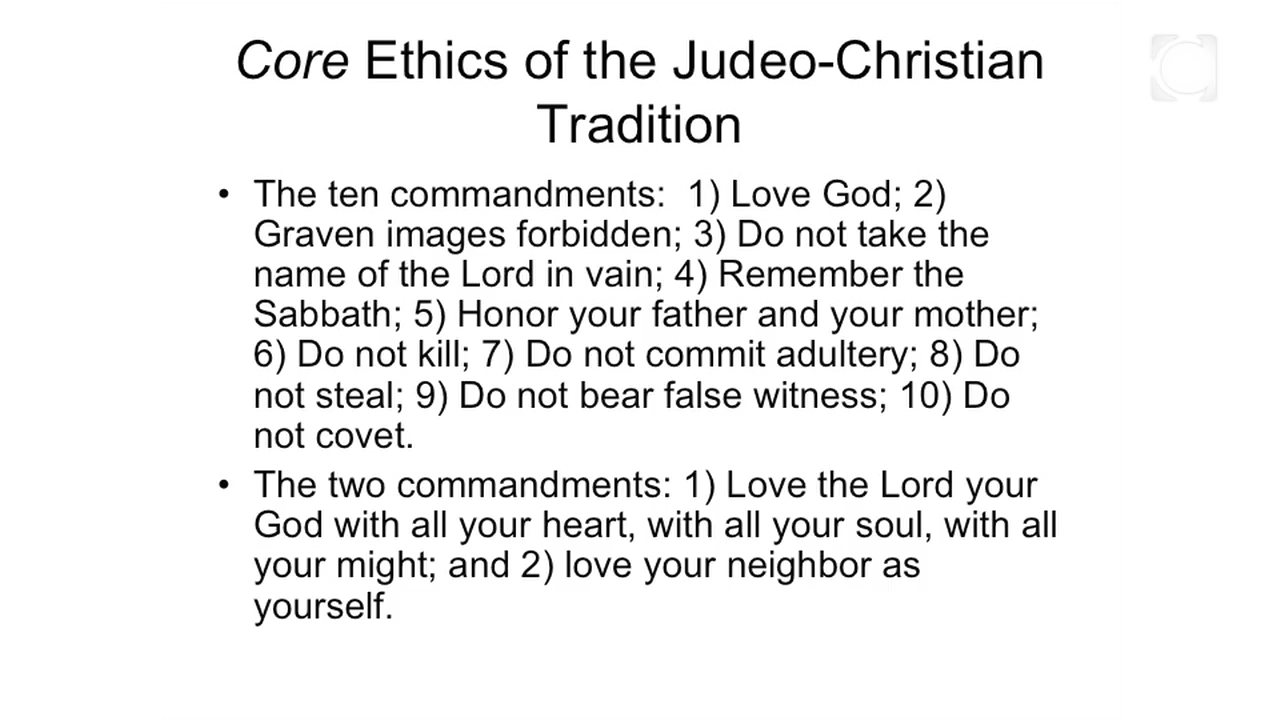 Core Ethics of the Judeo-Christian
Tradition
• The ten commandments:  1) Love God; 2)
Graven images forbidden; 3) Do not take the
name of the Lord in vain; 4) Remember the
Sabbath; 5) Honor your father and your mother;
6) Do not kill; 7) Do not commit adultery; 8) Do
not steal; 9) Do not bear false witness; 10) Do
not covet.
• The two commandments: 1) Love the Lord your
God with all your heart, with all your soul, with all
your might; and 2) love your neighbor as
yourself.